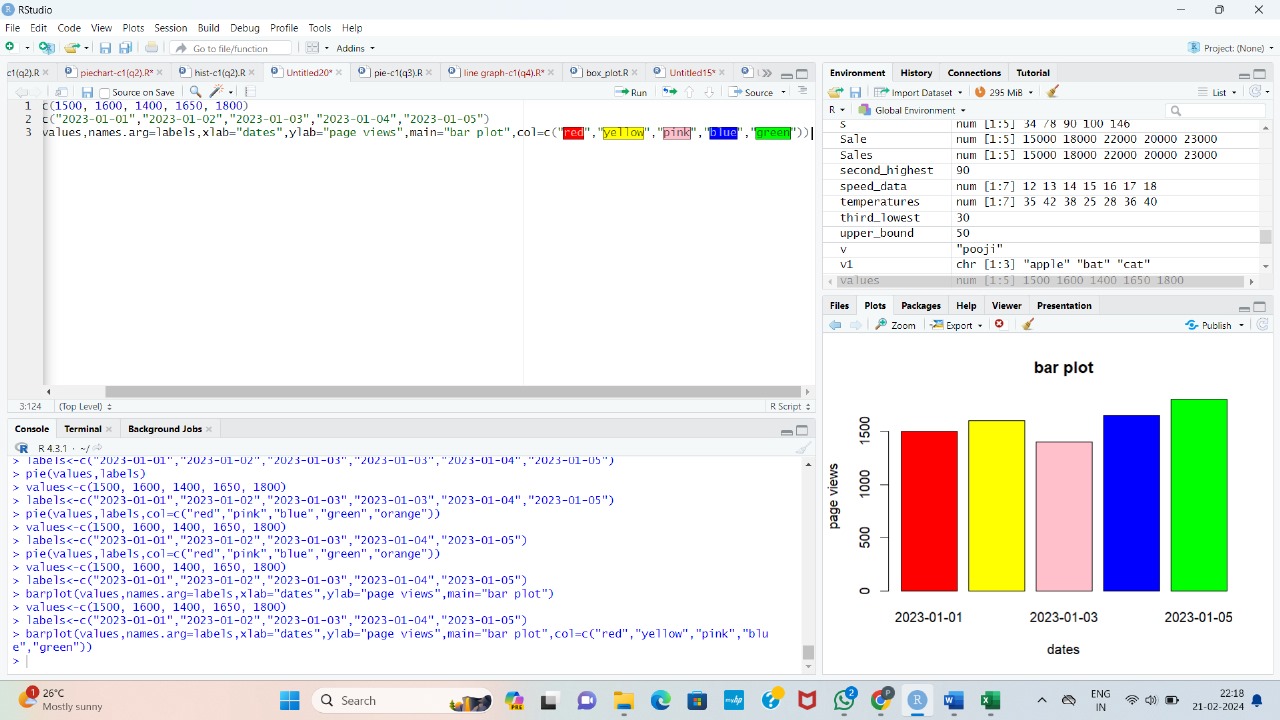 RStudio
File Edit Code View Plots Session Build Debug Profile Tools Help
Go to file/function Addins Project: (None)
c1(q2).R piechart-c1(q2).R* hist-c1(q2).R Untitled20* pie-c1(q3).R line graph-c1(q4).R* box_plot.R Untitled15*
Source on Save Run Source
1 c(1500, 1600, 1400, 1650, 1800)
2 c("2023-01-01","2023-01-02","2023-01-03","2023-01-04","2023-01-05")
3 values,names.arg=labels,xlab="dates",ylab="page views",main="bar plot",col=c("red","yellow","pink","blue","green"))
3:124 (Top Level) R Script
Console Terminal Background Jobs
R 4.3.1 · ~/
> labels<-c("2023-01-01","2023-01-02","2023-01-03","2023-01-03","2023-01-04","2023-01-05")
> pie(values,labels)
> values<-c(1500, 1600, 1400, 1650, 1800)
> labels<-c("2023-01-01","2023-01-02","2023-01-03","2023-01-03","2023-01-04","2023-01-05")
> pie(values,labels,col=c("red","pink","blue","green","orange"))
> values<-c(1500, 1600, 1400, 1650, 1800)
> labels<-c("2023-01-01","2023-01-02","2023-01-03","2023-01-04","2023-01-05")
> pie(values,labels,col=c("red","pink","blue","green","orange"))
> values<-c(1500, 1600, 1400, 1650, 1800)
> labels<-c("2023-01-01","2023-01-02","2023-01-03","2023-01-04","2023-01-05")
> barplot(values,names.arg=labels,xlab="dates",ylab="page views",main="bar plot")
> values<-c(1500, 1600, 1400, 1650, 1800)
> labels<-c("2023-01-01","2023-01-02","2023-01-03","2023-01-04","2023-01-05")
> barplot(values,names.arg=labels,xlab="dates",ylab="page views",main="bar plot",col=c("red","yellow","pink","blu
e","green"))
>
Environment History Connections Tutorial
Import Dataset 295 MiB List
R Global Environment
s num [1:5] 34 78 90 100 146
Sale num [1:5] 15000 18000 22000 20000 23000
Sales num [1:5] 15000 18000 22000 20000 23000
second_highest 90
speed_data num [1:7] 12 13 14 15 16 17 18
temperatures num [1:7] 35 42 38 25 28 36 40
third_lowest 30
upper_bound 50
v "pooji"
v1 chr [1:3] "apple" "bat" "cat"
values num [1:5] 1500 1600 1400 1650 1800
Files Plots Packages Help Viewer Presentation
Zoom Export Publish
bar plot
page views
1500
1000
500
0
2023-01-01 2023-01-03 2023-01-05
dates
1 26°C
Mostly sunny
Search
2
P
ENG
IN
22:18
21-02-2024